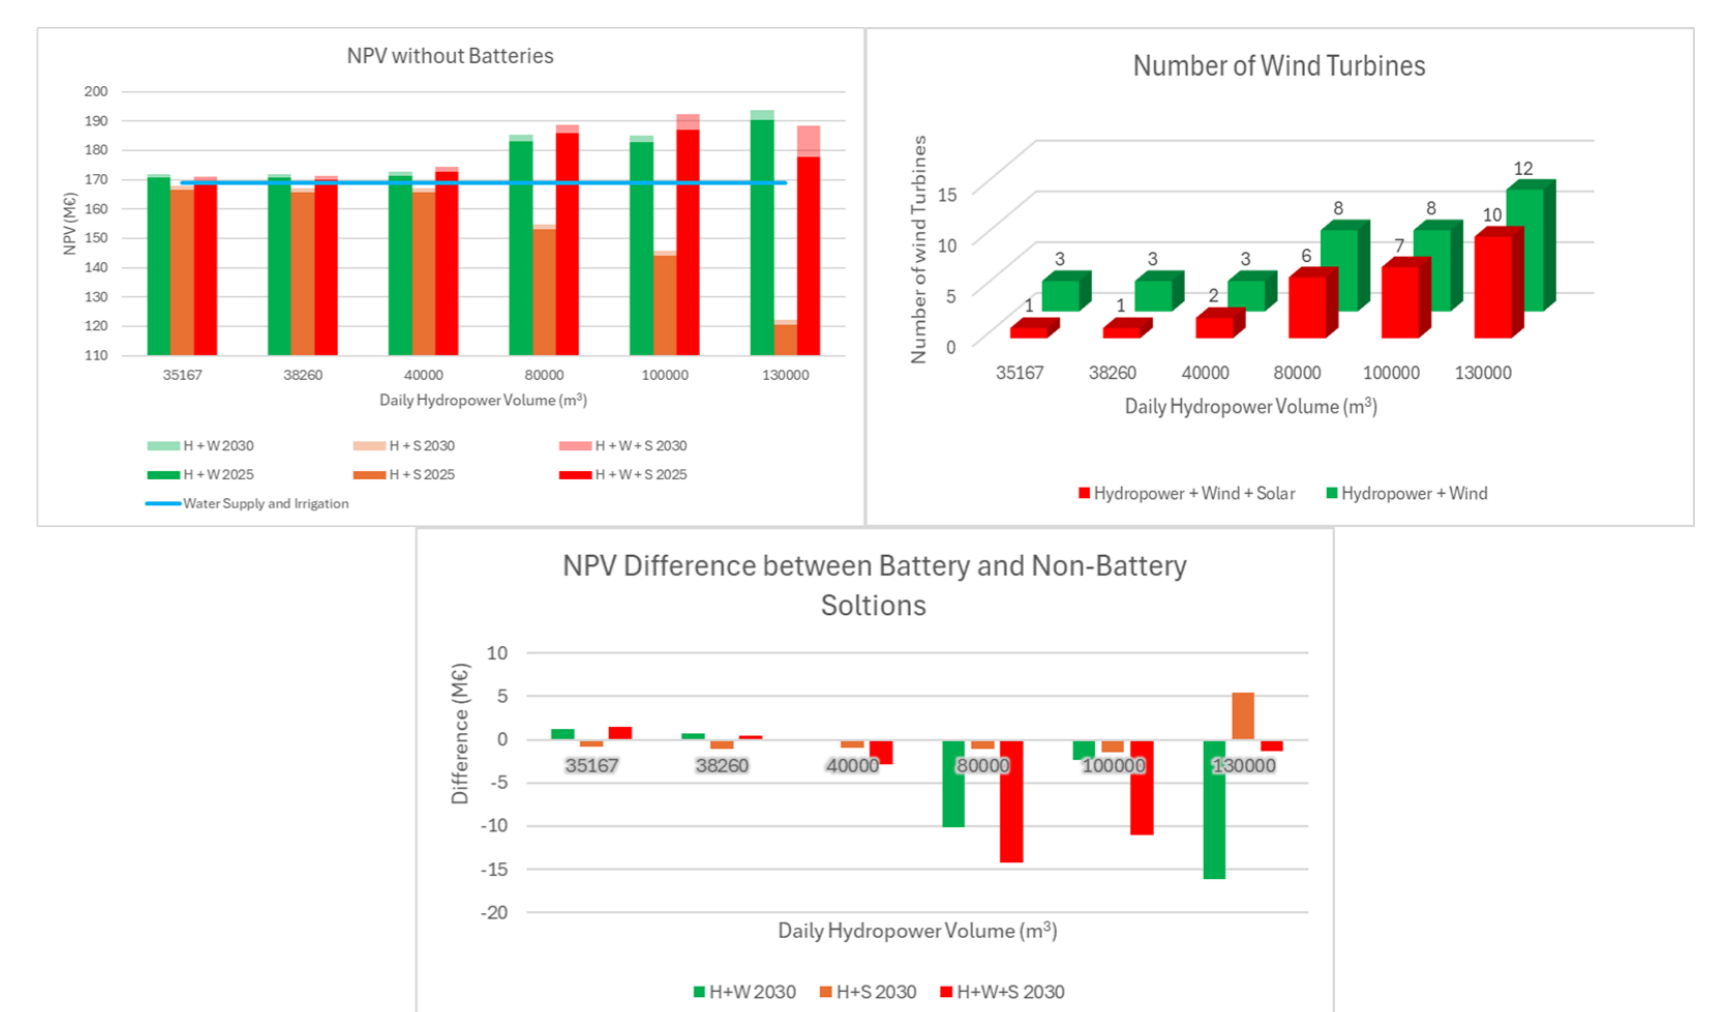 NPV without Batteries
200
190
180
170
160
150
140
130
120
110
NPV (M€)
35167 38260 40000 80000 100000 130000
Daily Hydropower Volume (m³)
H + W 2030 H + S 2030 H + W + S 2030
H + W 2025 H + S 2025 H + W + S 2025
Water Supply and Irrigation
Number of Wind Turbines
Number of wind Turbines
15
10
5
0
3 3 3 8 8 12
1 1 2 6 7 10
35167 38260 40000 80000 100000 130000
Daily Hydropower Volume (m³)
Hydropower + Wind + Solar Hydropower + Wind
NPV Difference between Battery and Non-Battery
Soltions
Difference (M€)
10
5
0
-5
-10
-15
-20
35167 38260 40000 80000 100000 130000
Daily Hydropower Volume (m³)
H+W 2030 H+S 2030 H+W+S 2030